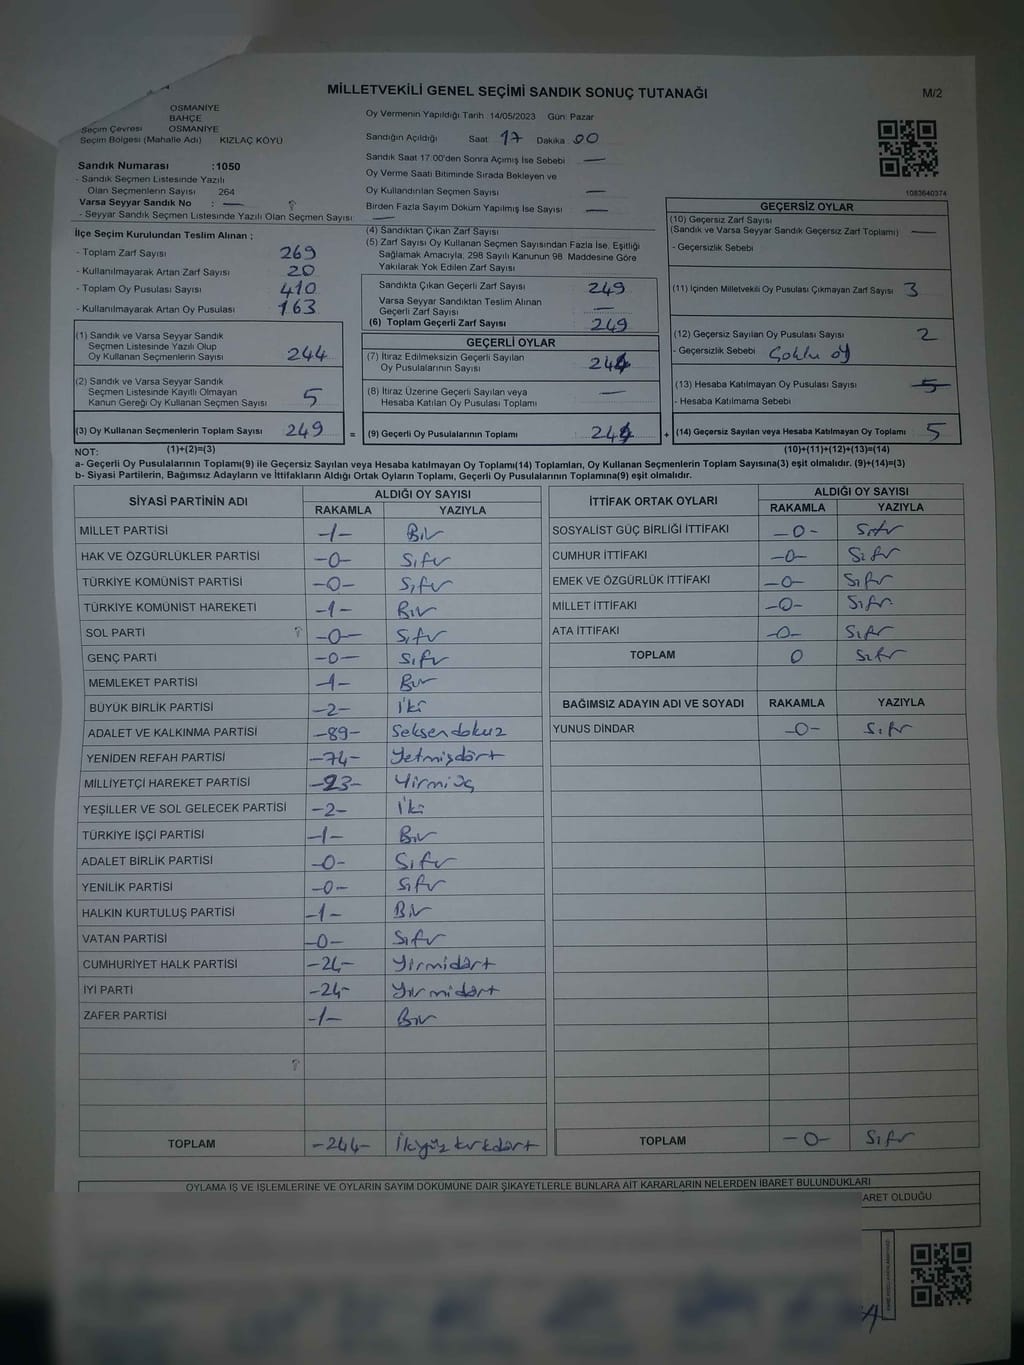 MİLLETVEKİLİ GENEL SEÇİMİ SANDIK SONUÇ TUTANAĞI
M/2
OSMANİYE
BAHÇE
Seçim Çevresi OSMANİYE
Seçim Bölgesi (Mahalle Adı) KIZLAÇ KÖYÜ
Oy Vermenin Yapıldığı Tarih :14/05/2023 Gün: Pazar
Sandığın Açıldığı Saat 17 Dakika 00
Sandık Saat 17:00'den Sonra Açımış İse Sebebi —
Oy Verme Saati Bitiminde Sırada Bekleyen ve
Oy Kullandırılan Seçmen Sayısı —
Birden Fazla Sayım Döküm Yapılmış İse Sayısı —
1083640374
Sandık Numarası :1050
- Sandık Seçmen Listesinde Yazılı
Olan Seçmenlerin Sayısı 264
Varsa Seyyar Sandık No : —
- Seyyar Sandık Seçmen Listesinde Yazılı Olan Seçmen Sayısı: —
İlçe Seçim Kurulundan Teslim Alınan ;
- Toplam Zarf Sayısı 269
- Kullanılmayarak Artan Zarf Sayısı 20
- Toplam Oy Pusulası Sayısı 410
- Kullanılmayarak Artan Oy Pusulası 163
(1) Sandık ve Varsa Seyyar Sandık
Seçmen Listesinde Yazılı Olup
Oy Kullanan Seçmenlerin Sayısı 244
(2) Sandık ve Varsa Seyyar Sandık
Seçmen Listesinde Kayıtlı Olmayan
Kanun Gereği Oy Kullanan Seçmen Sayısı 5
(3) Oy Kullanan Seçmenlerin Toplam Sayısı 249 =
(1)+(2)=(3)
(4) Sandıktan Çıkan Zarf Sayısı
(5) Zarf Sayısı Oy Kullanan Seçmen Sayısından Fazla İse, Eşitliği
Sağlamak Amacıyla, 298 Sayılı Kanunun 98. Maddesine Göre
Yakılarak Yok Edilen Zarf Sayısı
Sandıkta Çıkan Geçerli Zarf Sayısı 249
Varsa Seyyar Sandıktan Teslim Alınan
Geçerli Zarf Sayısı —
(6) Toplam Geçerli Zarf Sayısı 249
GEÇERLİ OYLAR
(7) İtiraz Edilmeksizin Geçerli Sayılan
Oy Pusulalarının Sayısı 244
(8) İtiraz Üzerine Geçerli Sayılan veya
Hesaba Katılan Oy Pusulası Toplamı —
(9) Geçerli Oy Pusulalarının Toplamı 244 +
GEÇERSİZ OYLAR
(10) Geçersiz Zarf Sayısı
(Sandık ve Varsa Seyyar Sandık Geçersiz Zarf Toplamı) —
- Geçersizlik Sebebi
(11) İçinden Milletvekili Oy Pusulası Çıkmayan Zarf Sayısı 3
(12) Geçersiz Sayılan Oy Pusulası Sayısı 2
- Geçersizlik Sebebi Çoklu oy
(13) Hesaba Katılmayan Oy Pusulası Sayısı 5
- Hesaba Katılmama Sebebi
(14) Geçersiz Sayılan veya Hesaba Katılmayan Oy Toplamı 5
(10)+(11)+(12)+(13)=(14)
NOT:
a- Geçerli Oy Pusulalarının Toplamı(9) ile Geçersiz Sayılan veya Hesaba katılmayan Oy Toplamı(14) Toplamları, Oy Kullanan Seçmenlerin Toplam Sayısına(3) eşit olmalıdır. (9)+(14)=(3)
b- Siyasi Partilerin, Bağımsız Adayların ve İttifakların Aldığı Ortak Oyların Toplamı, Geçerli Oy Pusulalarının Toplamına(9) eşit olmalıdır.
SİYASİ PARTİNİN ADI ALDIĞI OY SAYISI
RAKAMLA YAZIYLA
MİLLET PARTİSİ -1- Bir
HAK VE ÖZGÜRLÜKLER PARTİSİ -0- Sıfır
TÜRKİYE KOMÜNİST PARTİSİ -0- Sıfır
TÜRKİYE KOMÜNİST HAREKETİ -1- Bir
SOL PARTİ -0- Sıfır
GENÇ PARTİ -0- Sıfır
MEMLEKET PARTİSİ -1- Bir
BÜYÜK BİRLİK PARTİSİ -2- İki
ADALET VE KALKINMA PARTİSİ -89- Seksendokuz
YENİDEN REFAH PARTİSİ -74- Yetmişdört
MİLLİYETÇİ HAREKET PARTİSİ -23- Yirmiüç
YEŞİLLER VE SOL GELECEK PARTİSİ -2- İki
TÜRKİYE İŞÇİ PARTİSİ -1- Bir
ADALET BİRLİK PARTİSİ -0- Sıfır
YENİLİK PARTİSİ -0- Sıfır
HALKIN KURTULUŞ PARTİSİ -1- Bir
VATAN PARTİSİ -0- Sıfır
CUMHURİYET HALK PARTİSİ -24- Yirmidört
İYİ PARTİ -24- Yirmidört
ZAFER PARTİSİ -1- Bir
TOPLAM -244- İkiyüzkırkdört
İTTİFAK ORTAK OYLARI ALDIĞI OY SAYISI
RAKAMLA YAZIYLA
SOSYALİST GÜÇ BİRLİĞİ İTTİFAKI -0- Sıfır
CUMHUR İTTİFAKI -0- Sıfır
EMEK VE ÖZGÜRLÜK İTTİFAKI -0- Sıfır
MİLLET İTTİFAKI -0- Sıfır
ATA İTTİFAKI -0- Sıfır
TOPLAM 0 Sıfır
BAĞIMSIZ ADAYIN ADI VE SOYADI RAKAMLA YAZIYLA
YUNUS DİNDAR -0- Sıfır
TOPLAM -0- Sıfır
OYLAMA İŞ VE İŞLEMLERİNE VE OYLARIN SAYIM DÖKÜMÜNE DAİR ŞİKAYETLERLE BUNLARA AİT KARARLARIN NELERDEN İBARET BULUNDUKLARI
ARET OLDUĞU